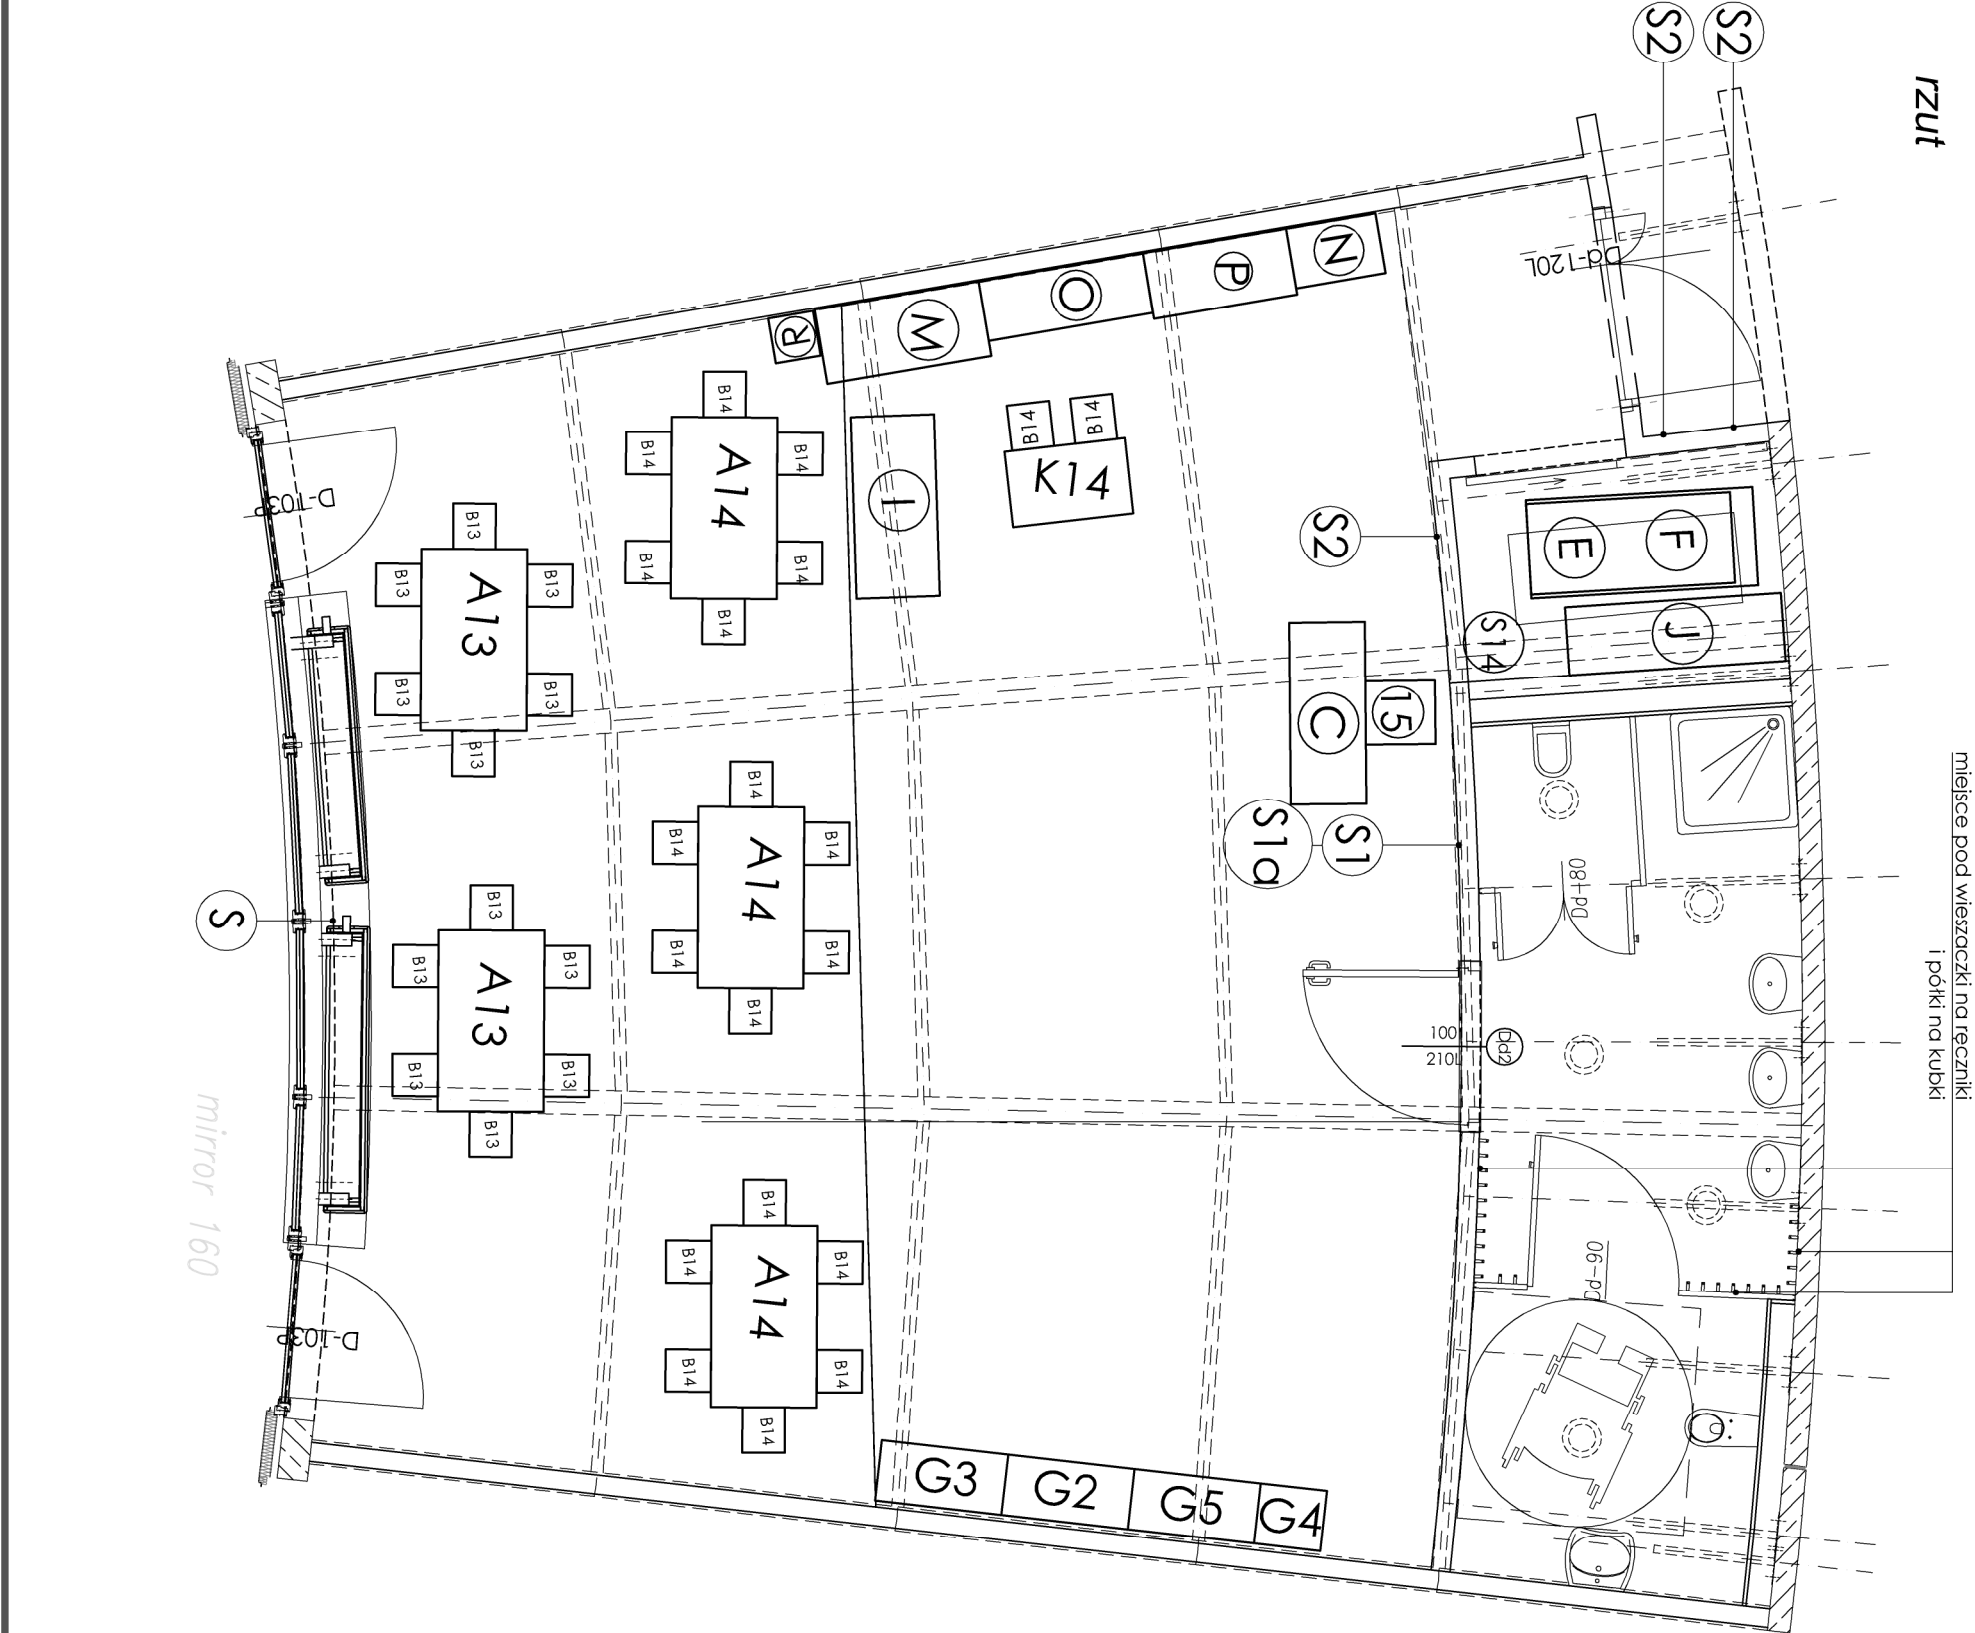 rzut
S2
S2
Dd-120L
N
P
O
M
R
B14
B14
K14
I
E
F
J
S14
S2
C
15
S1
S1a
miejsce pod wieszaczki na ręczniki
i półki na kubki
Dd-80
100
210L
Dd2
Dd-90
B14
B14
B14
A14
B14
B14
B14
B14
B14
B14
A14
B14
B14
B14
B14
B14
B14
A14
B14
B14
B14
B13
B13
B13
A13
B13
B13
B13
B13
B13
B13
A13
B13
B13
B13
D-103P
D-103P
S
G3
G2
G5
G4
mirror 160